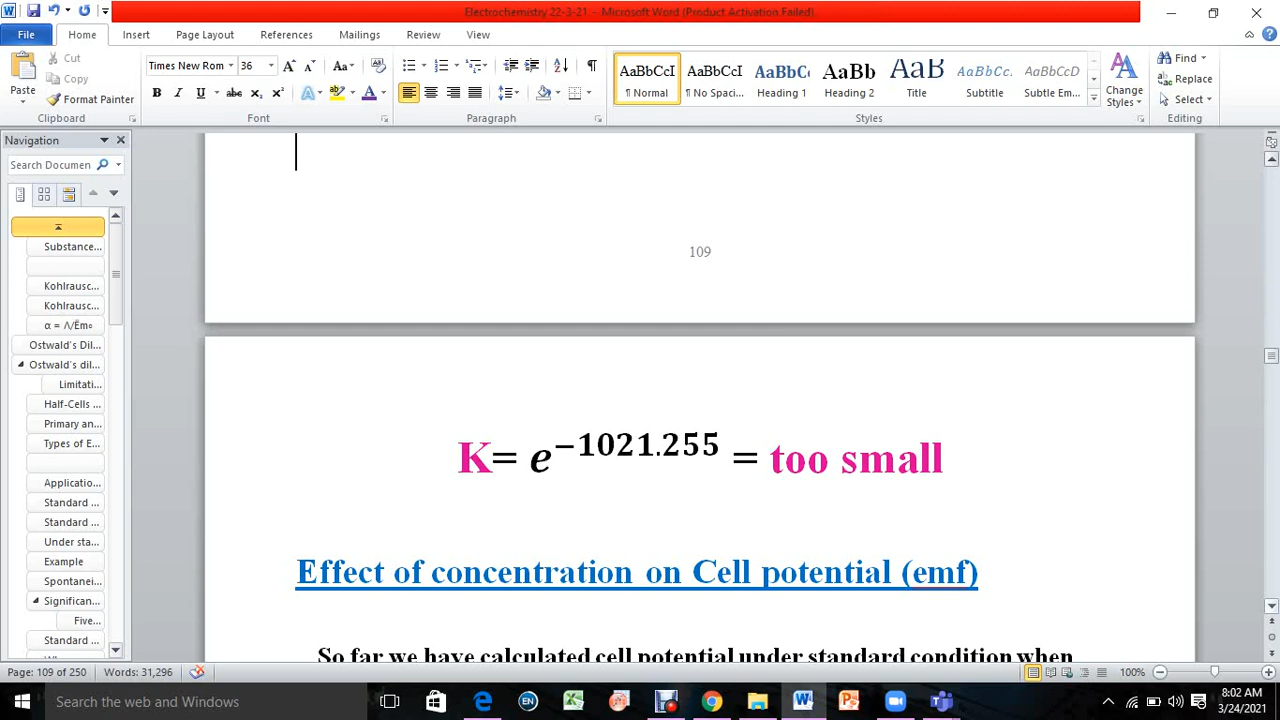 Electrochemistry 22-3-21 - Microsoft Word (Product Activation Failed)
File Home Insert Page Layout References Mailings Review View
Paste
Cut
Copy
Format Painter
Clipboard
Times New Rom 36
Font
Paragraph
AaBbCcI AaBbCcI AaBbCc AaBb AaB AaBbCc. AaBbCcD
¶ Normal ¶ No Spaci... Heading 1 Heading 2 Title Subtitle Subtle Em...
Styles
Change Styles
Find
Replace
Select
Editing
Navigation
Search Documen
Substance...
Kohlrausc...
Kohlrausc...
α = Λ/Ëm∘
Ostwald's Dil...
Ostwald's dil...
Limitati...
Half-Cells ...
Primary an...
Types of E...
Applicatio...
Standard ...
Standard ...
Under sta...
Example
Spontanei...
Significan...
Five...
Standard ...
109
K= e^−1021.255 = too small
Effect of concentration on Cell potential (emf)
So far we have calculated cell potential under standard condition when
Page: 109 of 250 Words: 31,296
100%
Search the web and Windows
8:02 AM
3/24/2021